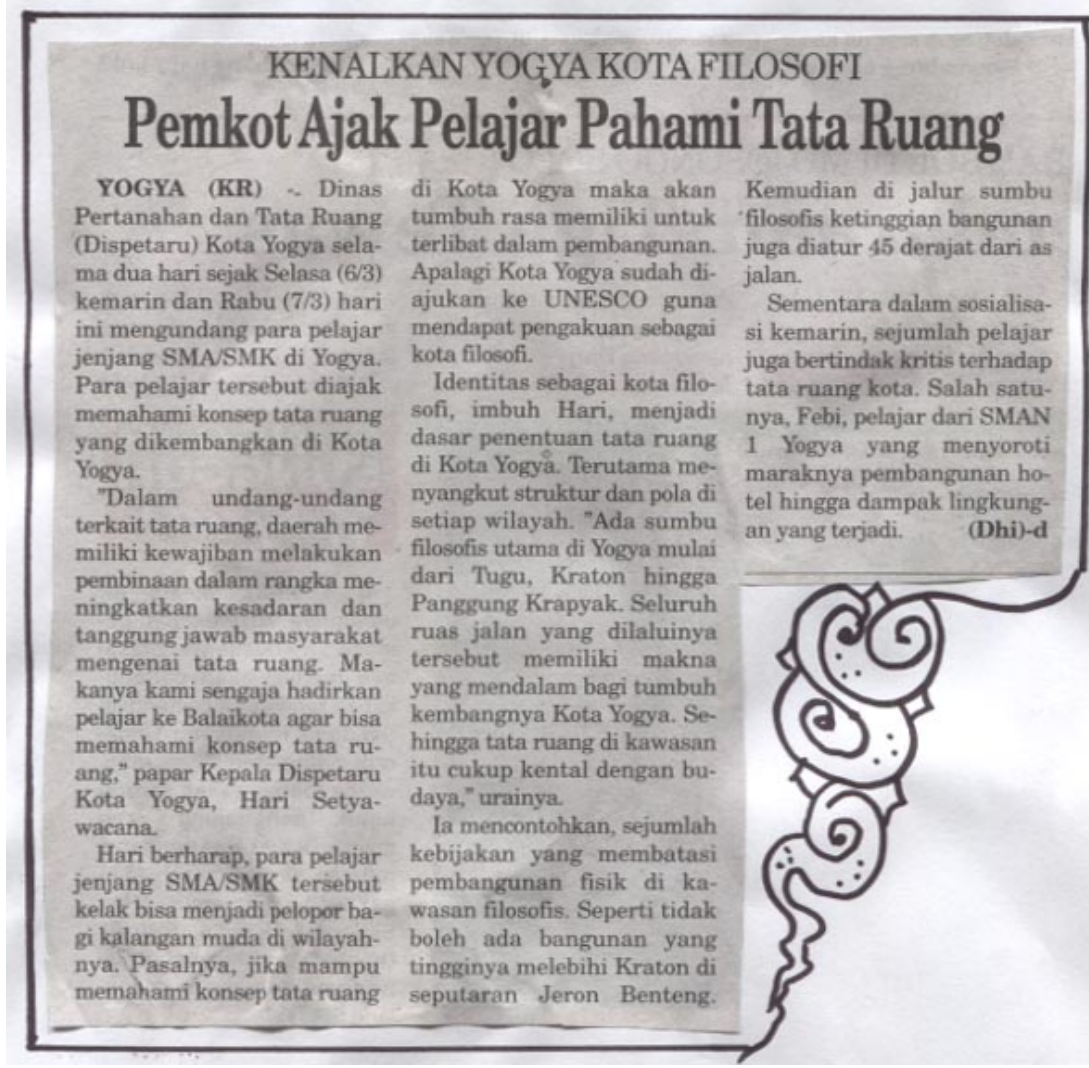 KENALKAN YOGYA KOTA FILOSOFI
Pemkot Ajak Pelajar Pahami Tata Ruang
YOGYA (KR) - Dinas
Pertanahan dan Tata Ruang
(Dispetaru) Kota Yogya sela-
ma dua hari sejak Selasa (6/3)
kemarin dan Rabu (7/3) hari
ini mengundang para pelajar
jenjang SMA/SMK di Yogya.
Para pelajar tersebut diajak
memahami konsep tata ruang
yang dikembangkan di Kota
Yogya.
"Dalam undang-undang
terkait tata ruang, daerah me-
miliki kewajiban melakukan
pembinaan dalam rangka me-
ningkatkan kesadaran dan
tanggung jawab masyarakat
mengenai tata ruang. Ma-
kanya kami sengaja hadirkan
pelajar ke Balaikota agar bisa
memahami konsep tata ru-
ang," papar Kepala Dispetaru
Kota Yogya, Hari Setya-
wacana.
Hari berharap, para pelajar
jenjang SMA/SMK tersebut
kelak bisa menjadi pelopor ba-
gi kalangan muda di wilayah-
nya. Pasalnya, jika mampu
memahami konsep tata ruang
di Kota Yogya maka akan
tumbuh rasa memiliki untuk
terlibat dalam pembangunan.
Apalagi Kota Yogya sudah di-
ajukan ke UNESCO guna
mendapat pengakuan sebagai
kota filosofi.
Identitas sebagai kota filo-
sofi, imbuh Hari, menjadi
dasar penentuan tata ruang
di Kota Yogya. Terutama me-
nyangkut struktur dan pola di
setiap wilayah. "Ada sumbu
filosofis utama di Yogya mulai
dari Tugu, Kraton hingga
Panggung Krapyak. Seluruh
ruas jalan yang dilaluinya
tersebut memiliki makna
yang mendalam bagi tumbuh
kembangnya Kota Yogya. Se-
hingga tata ruang di kawasan
itu cukup kental dengan bu-
daya," urainya.
Ia mencontohkan, sejumlah
kebijakan yang membatasi
pembangunan fisik di ka-
wasan filosofis. Seperti tidak
boleh ada bangunan yang
tingginya melebihi Kraton di
seputaran Jeron Benteng.
Kemudian di jalur sumbu
filosofis ketinggian bangunan
juga diatur 45 derajat dari as
jalan.
Sementara dalam sosialisa-
si kemarin, sejumlah pelajar
juga bertindak kritis terhadap
tata ruang kota. Salah satu-
nya, Febi, pelajar dari SMAN
1 Yogya yang menyoroti
maraknya pembangunan ho-
tel hingga dampak lingkung-
an yang terjadi. (Dhi)-d